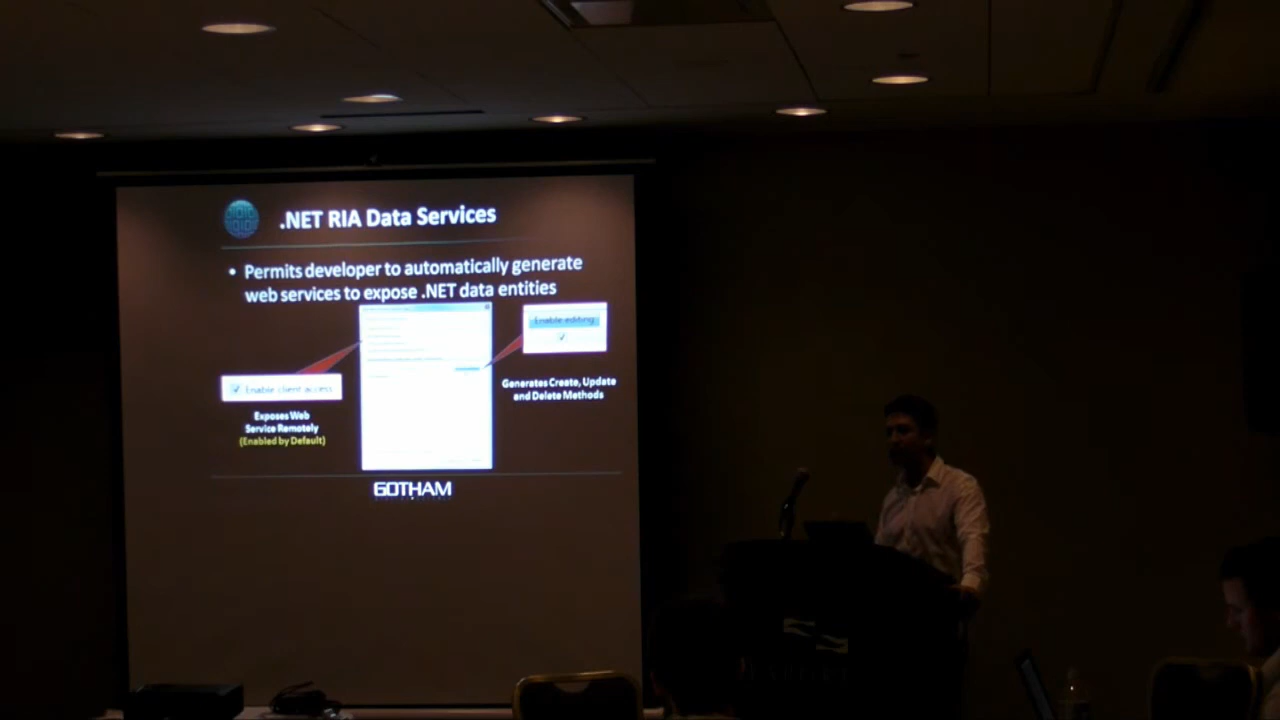 .NET RIA Data Services
• Permits developer to automatically generate
web services to expose .NET data entities
Enable editing
Enable client access
Generates Create, Update
and Delete Methods
Exposes Web
Service Remotely
(Enabled by Default)
GOTHAM